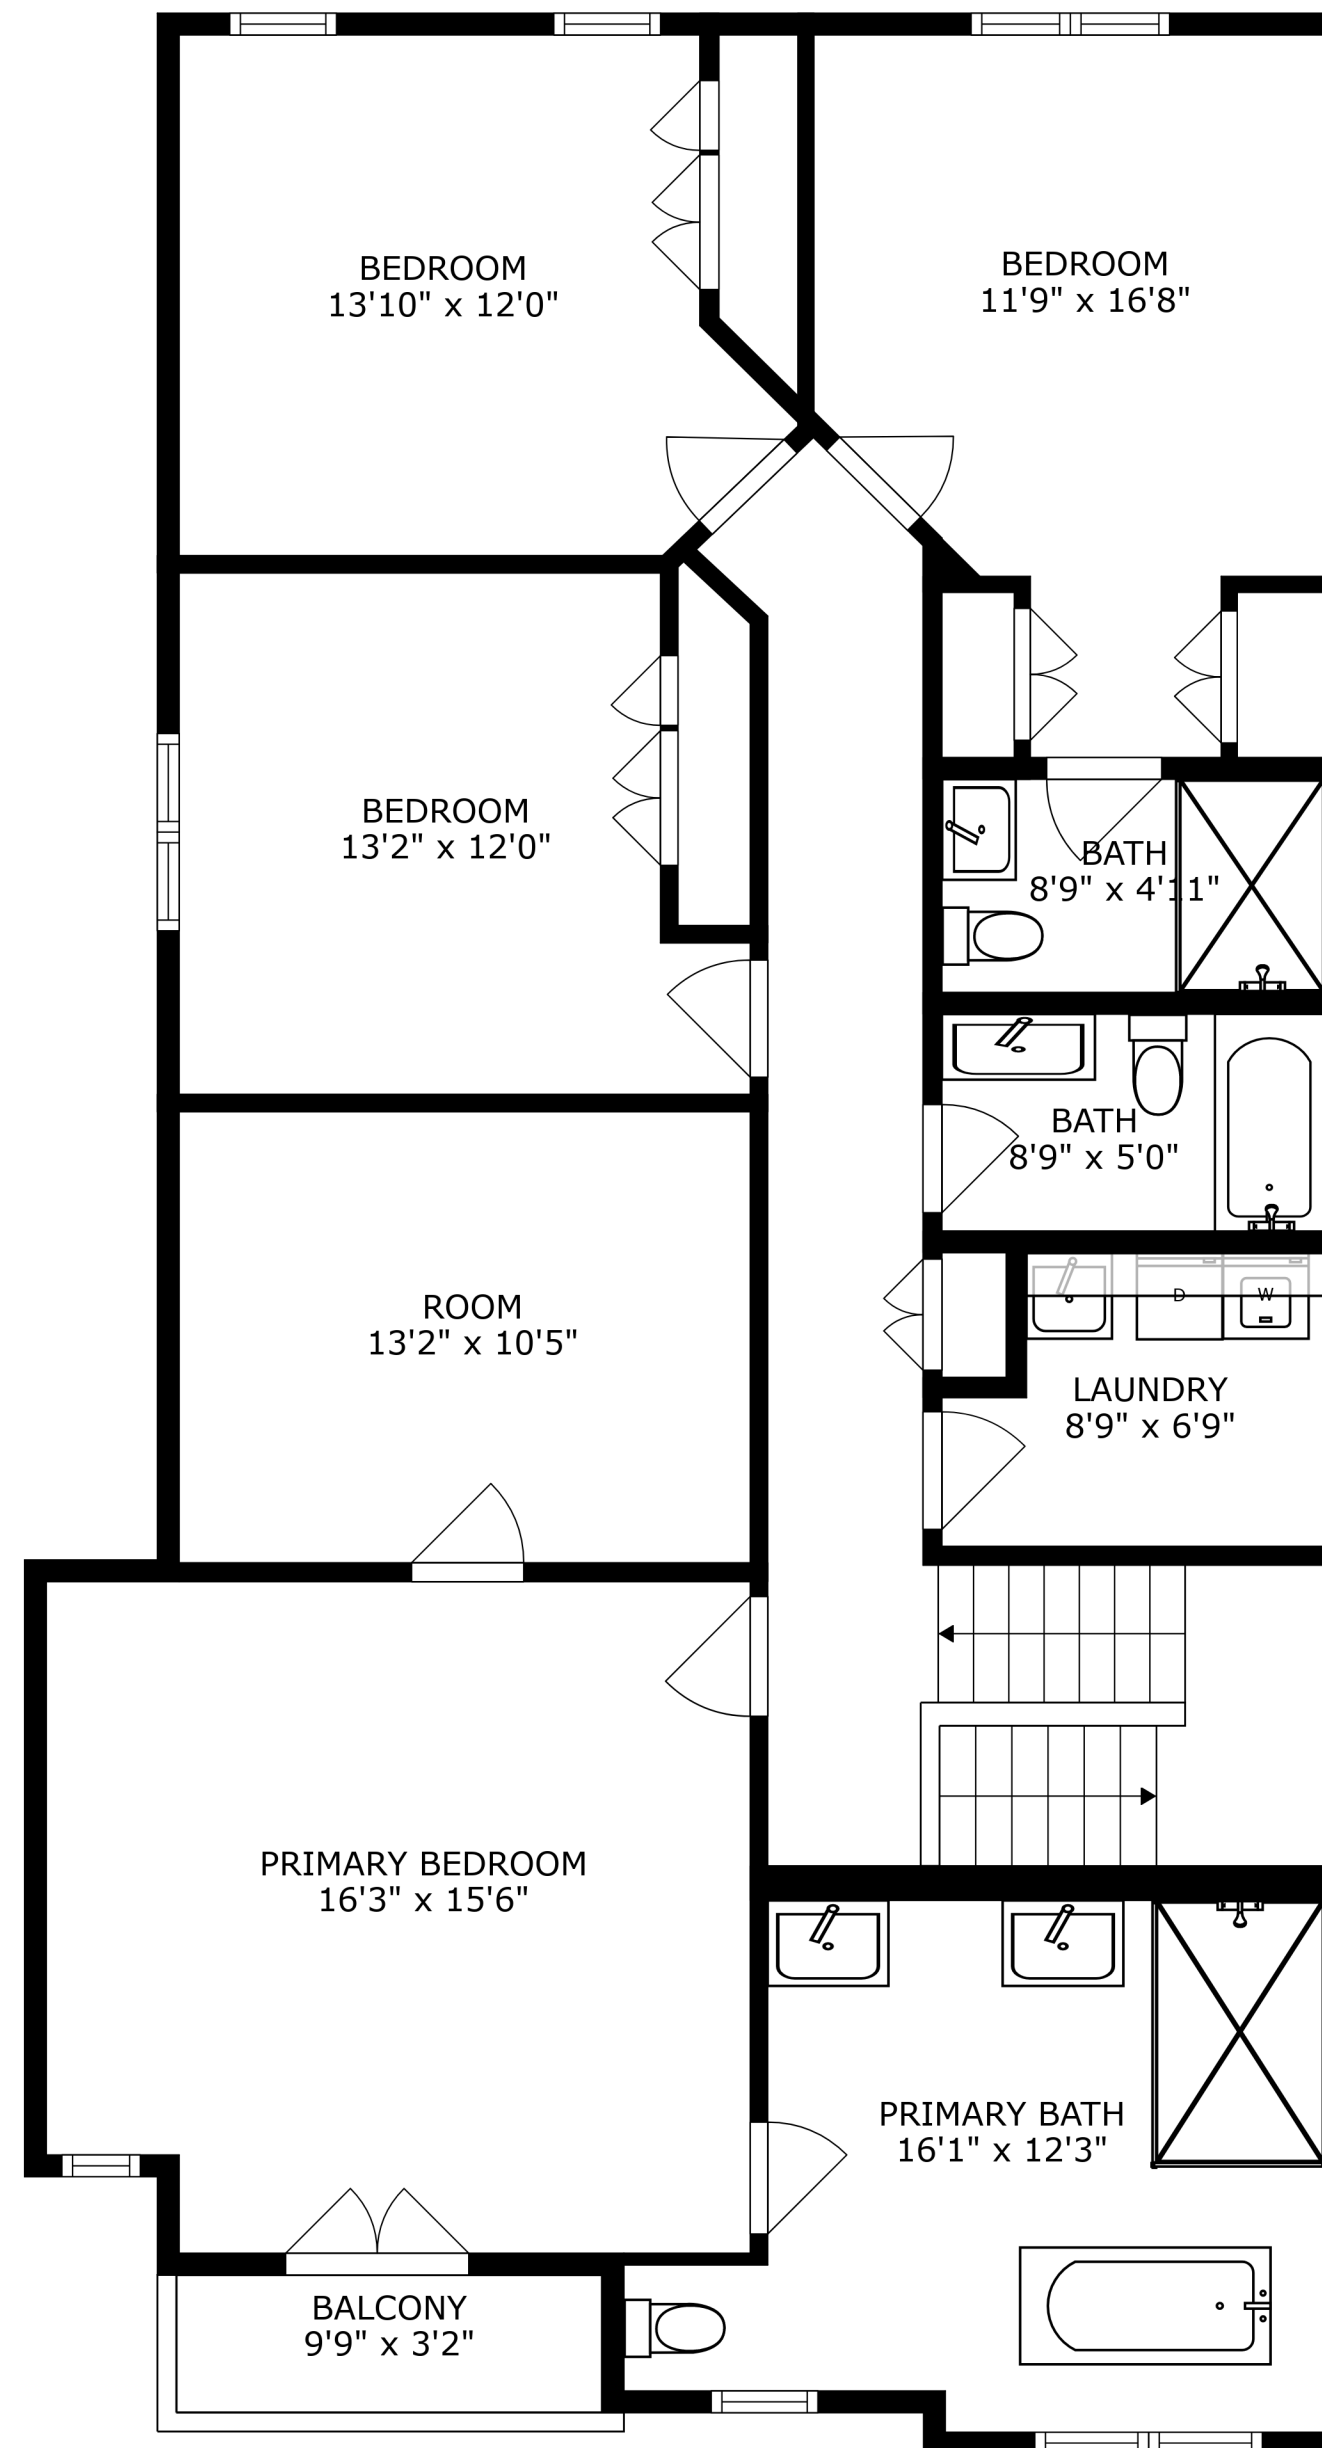 BEDROOM
13'10" x 12'0"
BEDROOM
11'9" x 16'8"
BEDROOM
13'2" x 12'0"
BATH
8'9" x 4'11"
BATH
8'9" x 5'0"
ROOM
13'2" x 10'5"
D
W
LAUNDRY
8'9" x 6'9"
PRIMARY BEDROOM
16'3" x 15'6"
PRIMARY BATH
16'1" x 12'3"
BALCONY
9'9" x 3'2"